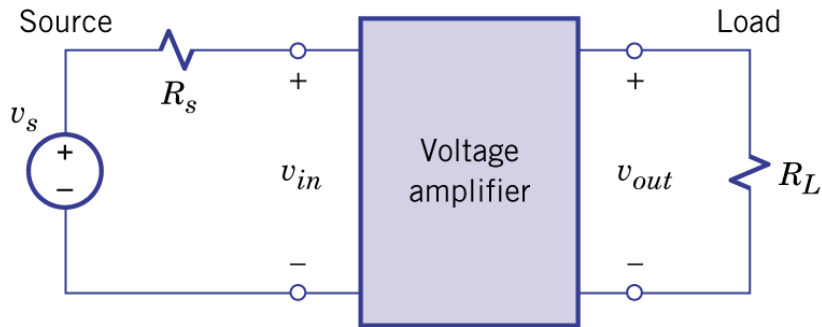 Source
Load
R_s
+
+
v_s
+
−
v_in
Voltage
amplifier
v_out
R_L
−
−